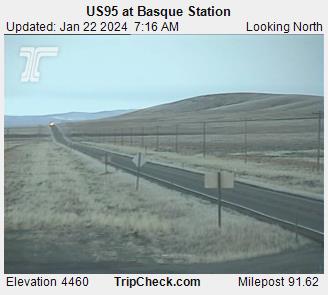 US95 at Basque Station
Updated: Jan 22 2024 7:16 AM Looking North
Elevation 4460 TripCheck.com Milepost 91.62